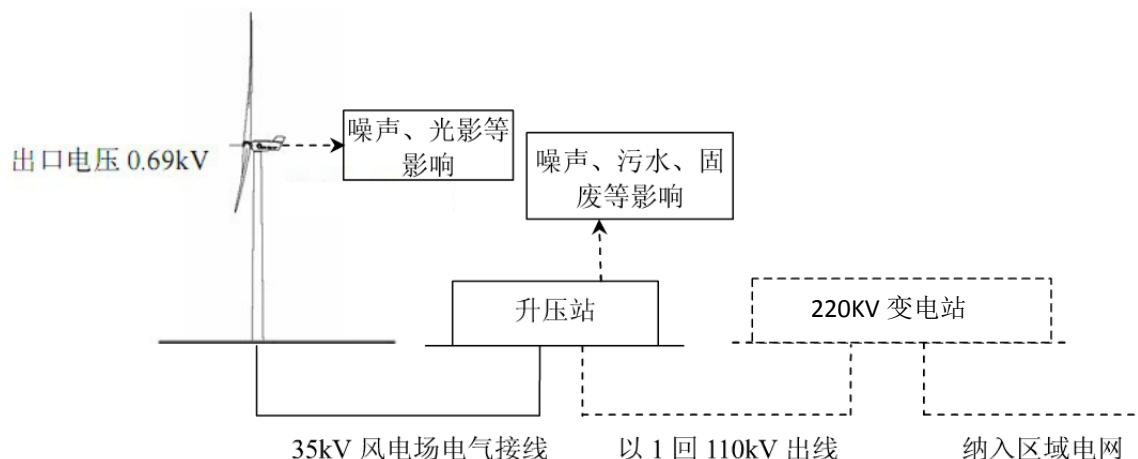 出口电压 0.69kV
噪声、光影等
影响
噪声、污水、固
废等影响
升压站
220KV 变电站
35kV 风电场电气接线
以 1 回 110kV 出线
纳入区域电网